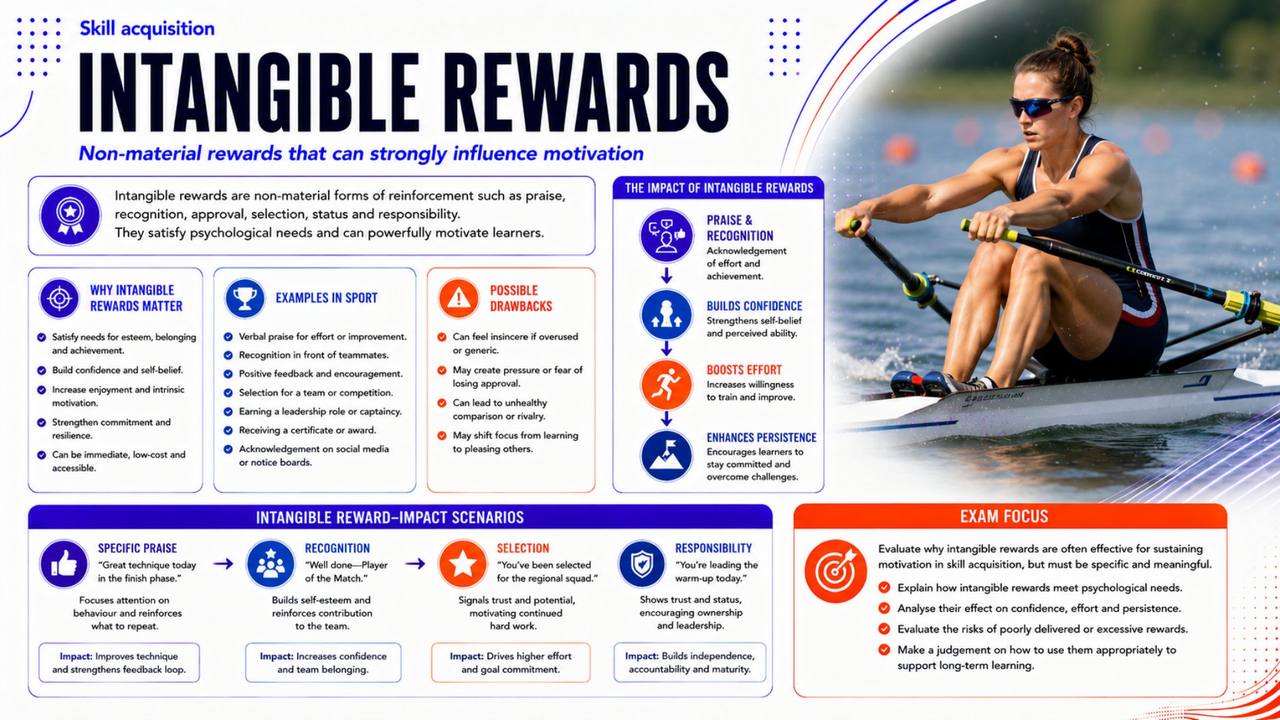 Skill acquisition
INTANGIBLE REWARDS
Non-material rewards that can strongly influence motivation
Intangible rewards are non-material forms of reinforcement such as praise,
recognition, approval, selection, status and responsibility.
They satisfy psychological needs and can powerfully motivate learners.
WHY INTANGIBLE
REWARDS MATTER
Satisfy needs for esteem, belonging
and achievement.
Build confidence and self-belief.
Increase enjoyment and intrinsic
motivation.
Strengthen commitment and
resilience.
Can be immediate, low-cost and
accessible.
EXAMPLES IN SPORT
Verbal praise for effort or improvement.
Recognition in front of teammates.
Positive feedback and encouragement.
Selection for a team or competition.
Earning a leadership role or captaincy.
Receiving a certificate or award.
Acknowledgement on social media
or notice boards.
POSSIBLE
DRAWBACKS
Can feel insincere if overused
or generic.
May create pressure or fear of
losing approval.
Can lead to unhealthy
comparison or rivalry.
May shift focus from learning
to pleasing others.
THE IMPACT OF INTANGIBLE REWARDS
PRAISE &
RECOGNITION
Acknowledgement
of effort and
achievement.
BUILDS CONFIDENCE
Strengthens self-belief
and perceived ability.
BOOSTS EFFORT
Increases willingness
to train and improve.
ENHANCES PERSISTENCE
Encourages learners to
stay committed and
overcome challenges.
INTANGIBLE REWARD–IMPACT SCENARIOS
SPECIFIC PRAISE
“Great technique today
in the finish phase.”
Focuses attention on
behaviour and reinforces
what to repeat.
Impact: Improves technique
and strengthens feedback loop.
RECOGNITION
“Well done—Player
of the Match.”
Builds self-esteem and
reinforces contribution
to the team.
Impact: Increases confidence
and team belonging.
SELECTION
“You’ve been selected
for the regional squad.”
Signals trust and potential,
motivating continued
hard work.
Impact: Drives higher effort
and goal commitment.
RESPONSIBILITY
“You’re leading the
warm-up today.”
Shows trust and status,
encouraging ownership
and leadership.
Impact: Builds independence,
accountability and maturity.
EXAM FOCUS
Evaluate why intangible rewards are often effective for sustaining
motivation in skill acquisition, but must be specific and meaningful.
Explain how intangible rewards meet psychological needs.
Analyse their effect on confidence, effort and persistence.
Evaluate the risks of poorly delivered or excessive rewards.
Make a judgement on how to use them appropriately to
support long-term learning.